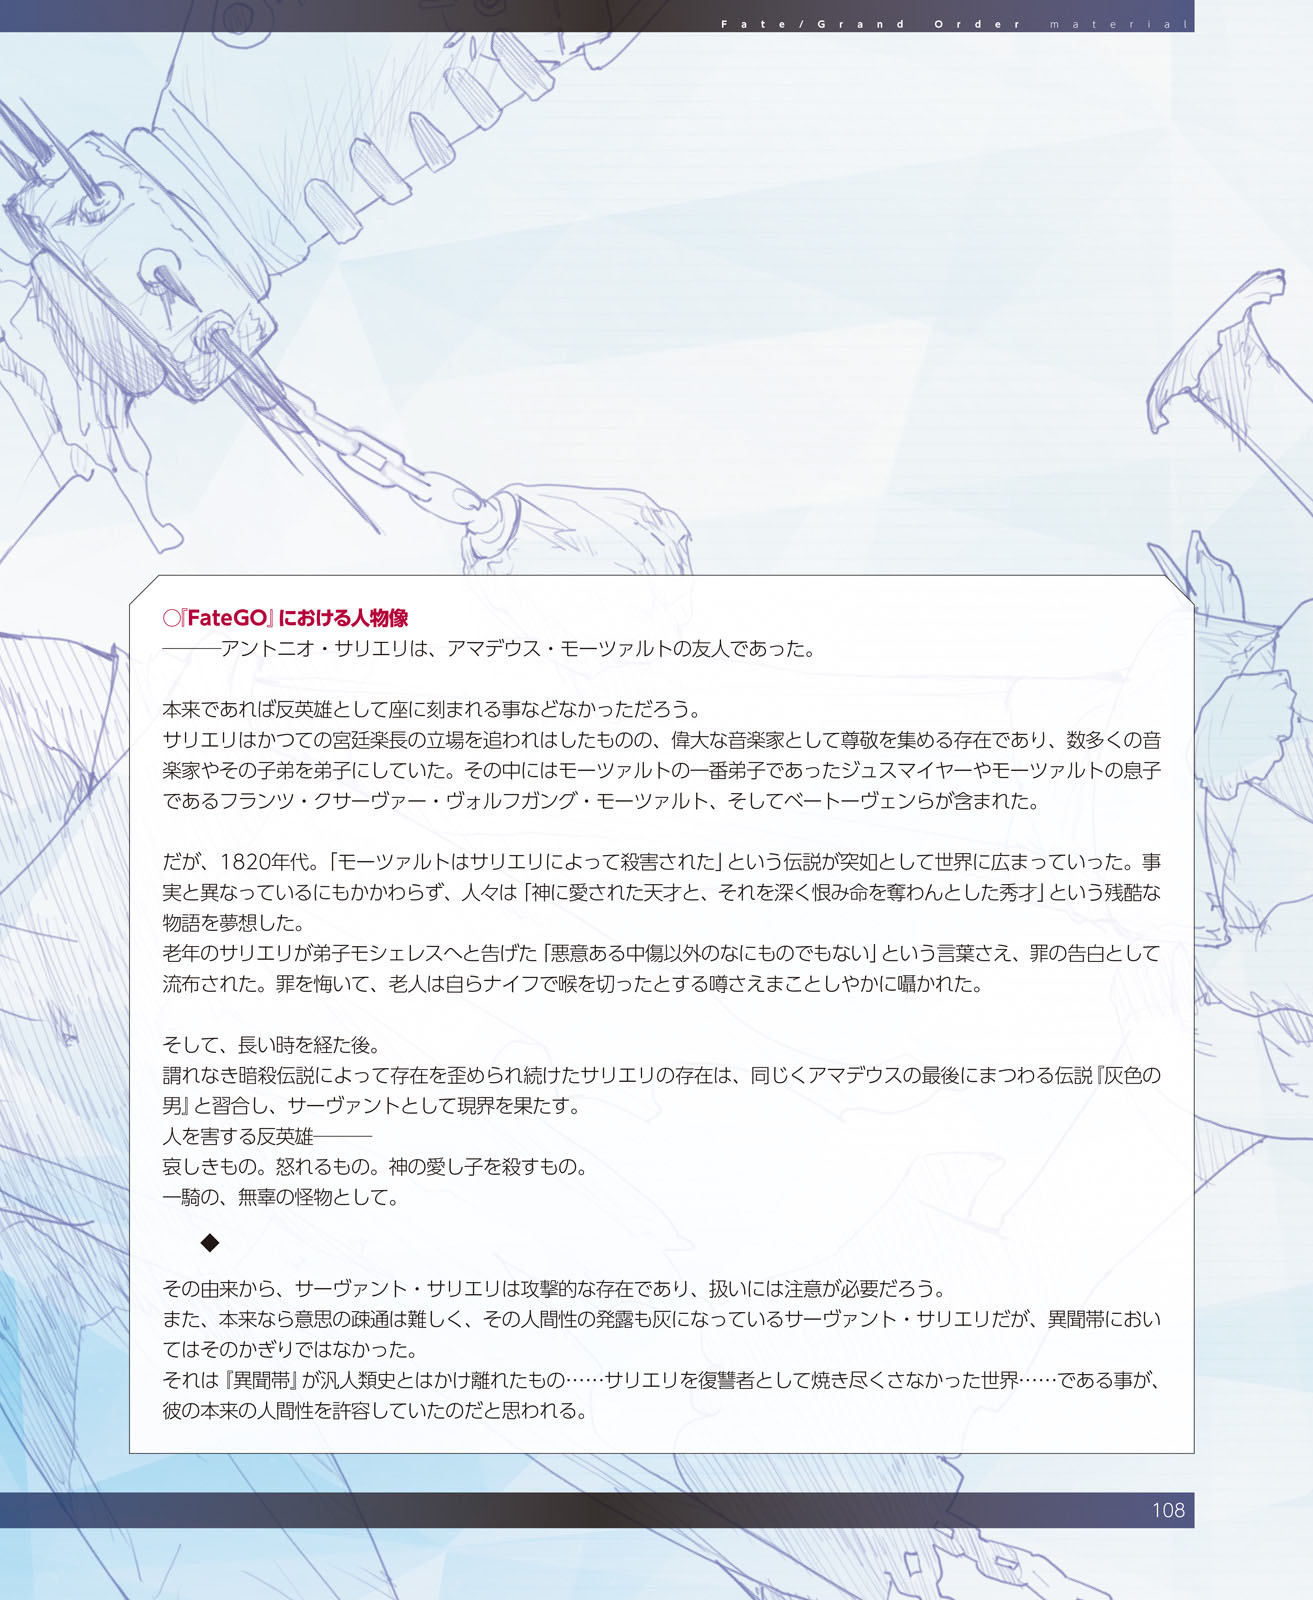 Fate/Grand Order material
○『FateGO』における人物像
―――アントニオ・サリエリは、アマデウス・モーツァルトの友人であった。
本来であれば反英雄として座に刻まれる事などなかっただろう。
サリエリはかつての宮廷楽長の立場を追われはしたものの、偉大な音楽家として尊敬を集める存在であり、数多くの音
楽家やその子弟を弟子にしていた。その中にはモーツァルトの一番弟子であったジュスマイヤーやモーツァルトの息子
であるフランツ・クサーヴァー・ヴォルフガング・モーツァルト、そしてベートーヴェンらが含まれた。
だが、1820年代。「モーツァルトはサリエリによって殺害された」という伝説が突如として世界に広まっていった。事
実と異なっているにもかかわらず、人々は「神に愛された天才と、それを深く恨み命を奪わんとした秀才」という残酷な
物語を夢想した。
老年のサリエリが弟子モシェレスへと告げた「悪意ある中傷以外のなにものでもない」という言葉さえ、罪の告白として
流布された。罪を悔いて、老人は自らナイフで喉を切ったとする噂さえまことしやかに囁かれた。
そして、長い時を経た後。
謂れなき暗殺伝説によって存在を歪められ続けたサリエリの存在は、同じくアマデウスの最後にまつわる伝説『灰色の
男』と習合し、サーヴァントとして現界を果たす。
人を害する反英雄―――
哀しきもの。怒れるもの。神の愛し子を殺すもの。
一騎の、無辜の怪物として。
◆
その由来から、サーヴァント・サリエリは攻撃的な存在であり、扱いには注意が必要だろう。
また、本来なら意思の疎通は難しく、その人間性の発露も灰になっているサーヴァント・サリエリだが、異聞帯におい
てはそのかぎりではなかった。
それは『異聞帯』が汎人類史とはかけ離れたもの……サリエリを復讐者として焼き尽くさなかった世界……である事が、
彼の本来の人間性を許容していたのだと思われる。
108